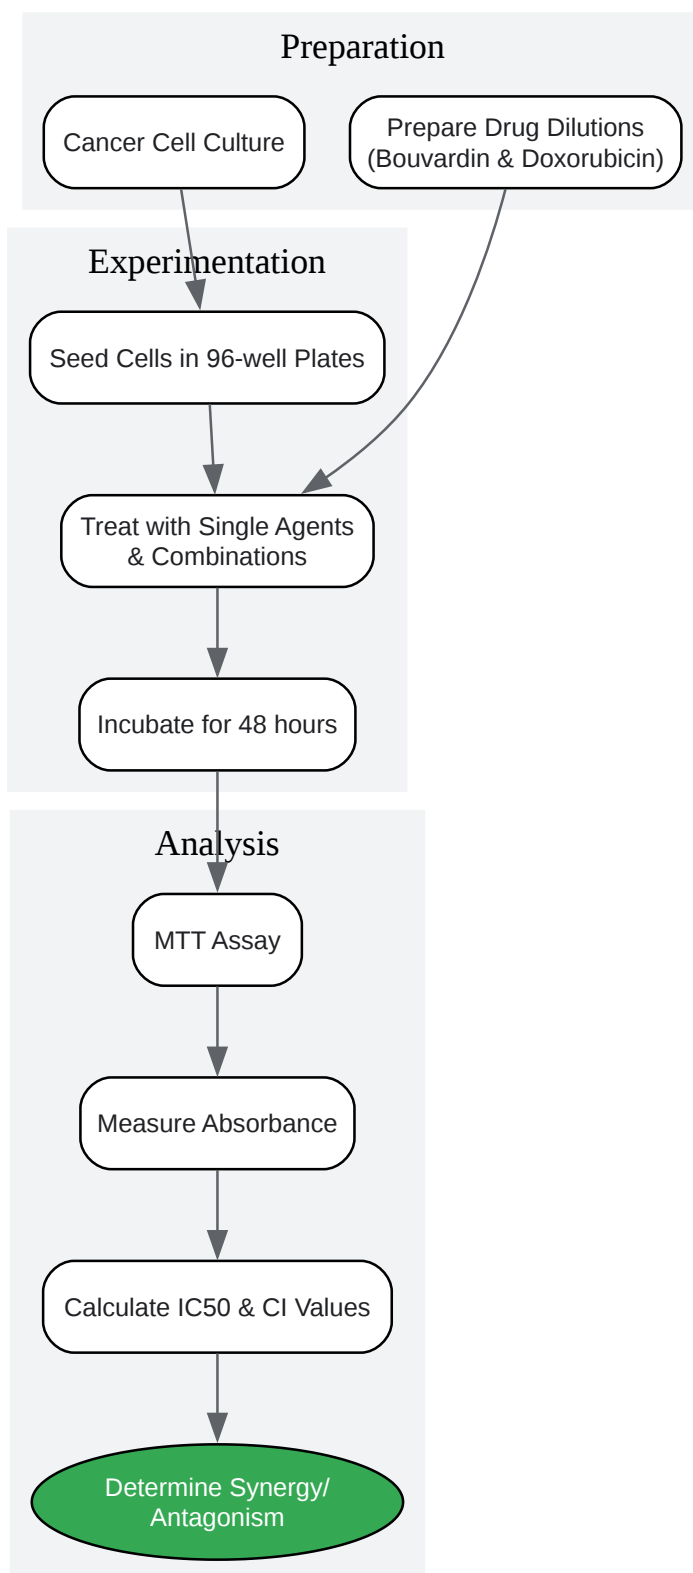 Preparation
Cancer Cell Culture
Prepare Drug Dilutions
(Bouvardin & Doxorubicin)
Experimentation
Seed Cells in 96-well Plates
Treat with Single Agents
& Combinations
Incubate for 48 hours
Analysis
MTT Assay
Measure Absorbance
Calculate IC50 & CI Values
Determine Synergy/
Antagonism